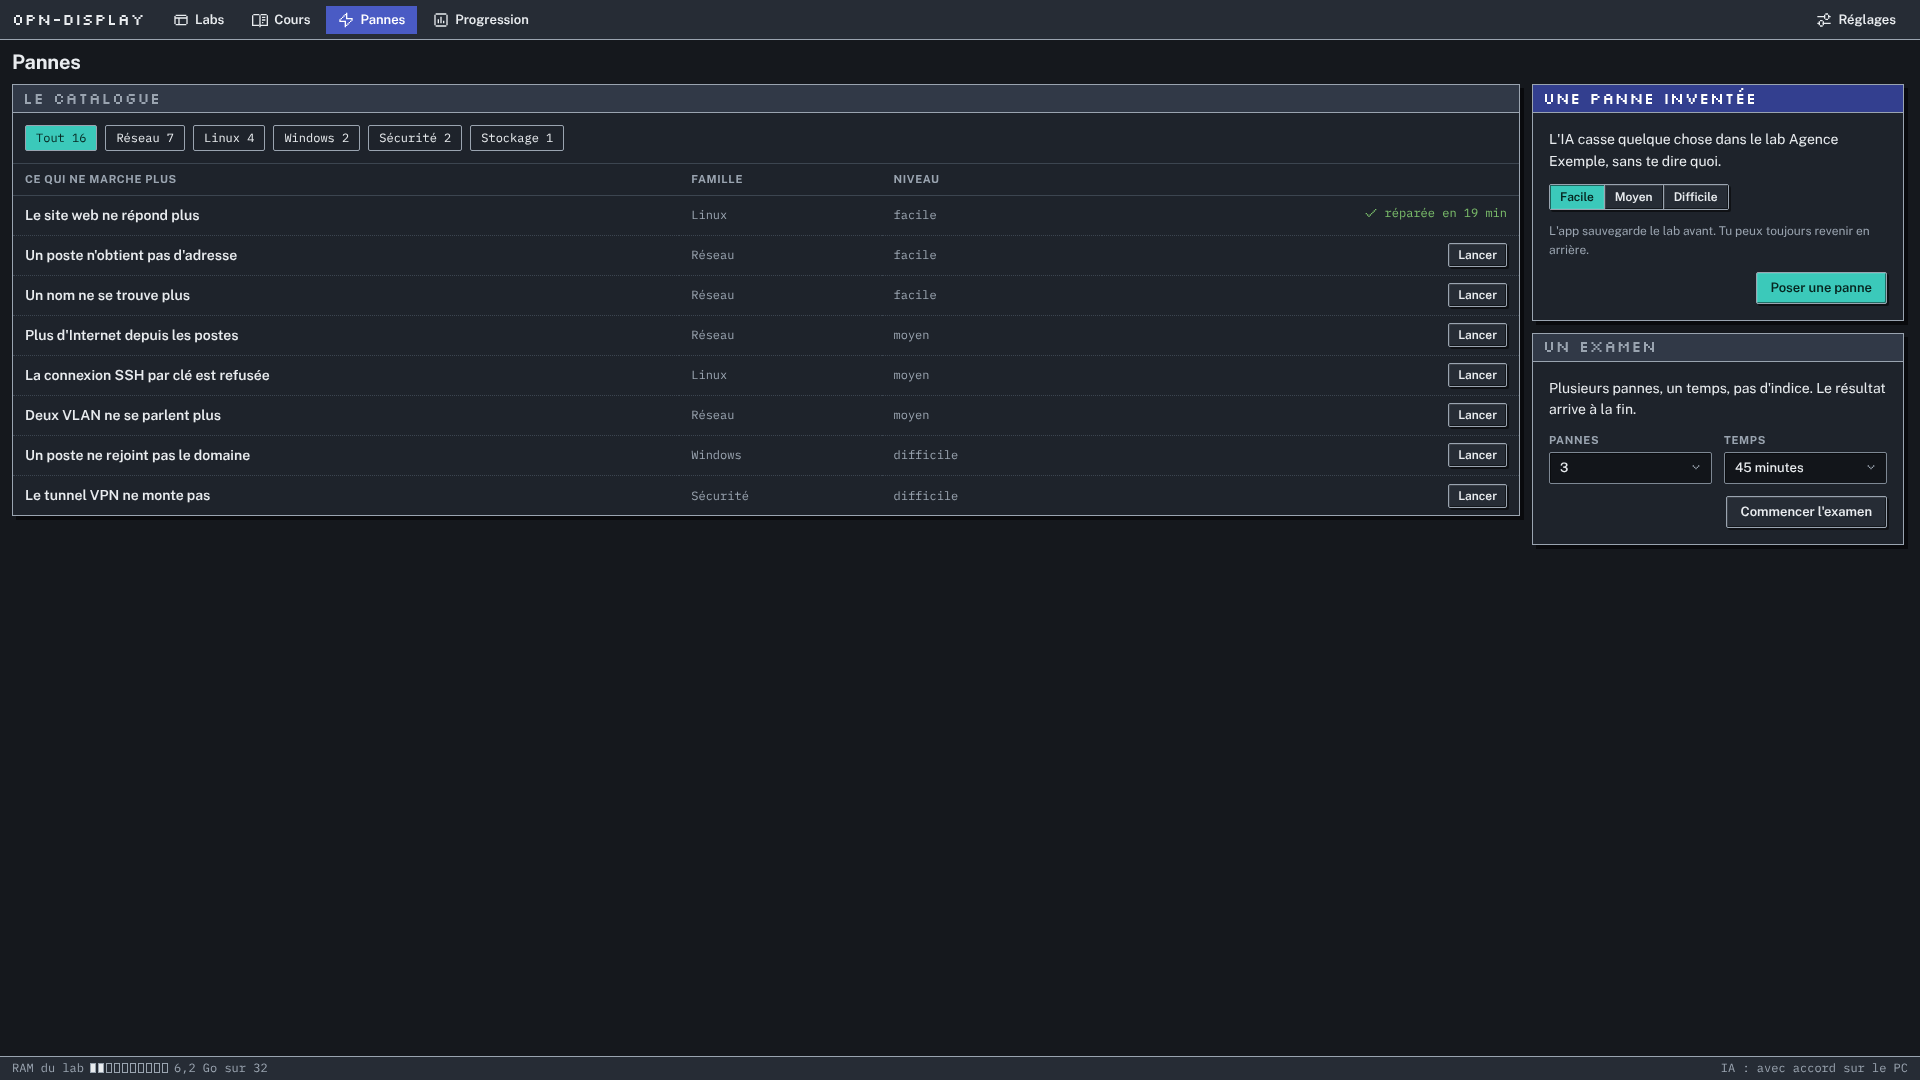 OPN-DISPLAY Labs Cours Pannes Progression Réglages
Pannes
LE CATALOGUE
Tout 16 Réseau 7 Linux 4 Windows 2 Sécurité 2 Stockage 1
CE QUI NE MARCHE PLUS FAMILLE NIVEAU
Le site web ne répond plus Linux facile réparée en 19 min
Un poste n'obtient pas d'adresse Réseau facile Lancer
Un nom ne se trouve plus Réseau facile Lancer
Plus d'Internet depuis les postes Réseau moyen Lancer
La connexion SSH par clé est refusée Linux moyen Lancer
Deux VLAN ne se parlent plus Réseau moyen Lancer
Un poste ne rejoint pas le domaine Windows difficile Lancer
Le tunnel VPN ne monte pas Sécurité difficile Lancer
UNE PANNE INVENTÉE
L'IA casse quelque chose dans le lab Agence
Exemple, sans te dire quoi.
Facile Moyen Difficile
L'app sauvegarde le lab avant. Tu peux toujours revenir en
arrière.
Poser une panne
UN EXAMEN
Plusieurs pannes, un temps, pas d'indice. Le résultat
arrive à la fin.
PANNES TEMPS
3 45 minutes
Commencer l'examen
RAM du lab 6,2 Go sur 32 IA : avec accord sur le PC